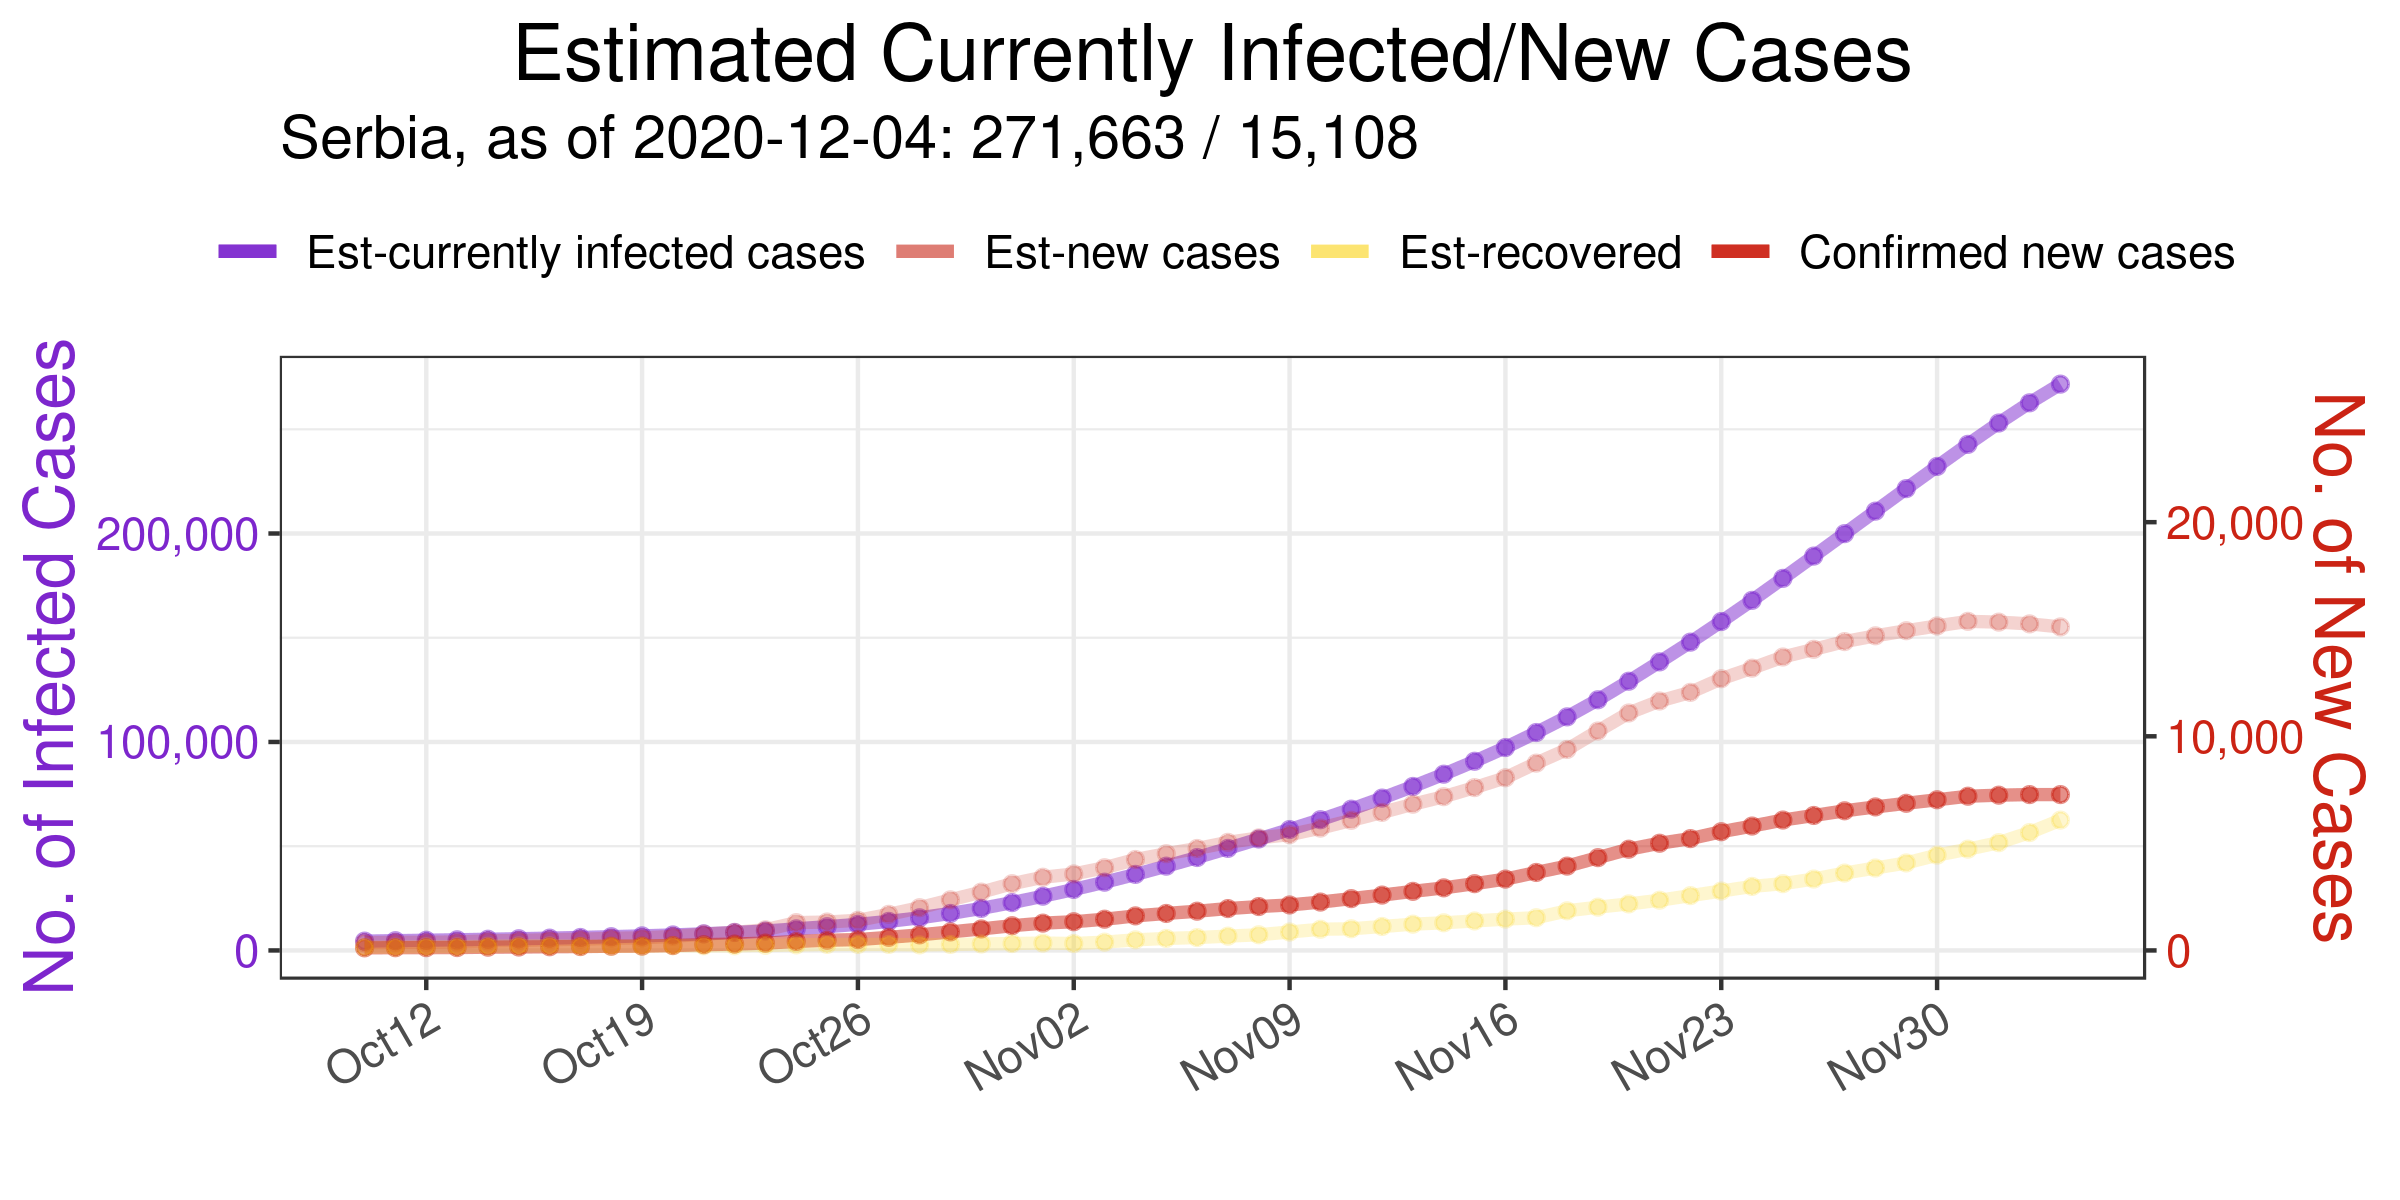 Estimated Currently Infected/New Cases
Serbia, as of 2020-12-04: 271,663 / 15,108
Est-currently infected cases Est-new cases Est-recovered Confirmed new cases
No. of Infected Cases
200,000
100,000
0
20,000
10,000
0
No. of New Cases
Oct12 Oct19 Oct26 Nov02 Nov09 Nov16 Nov23 Nov30